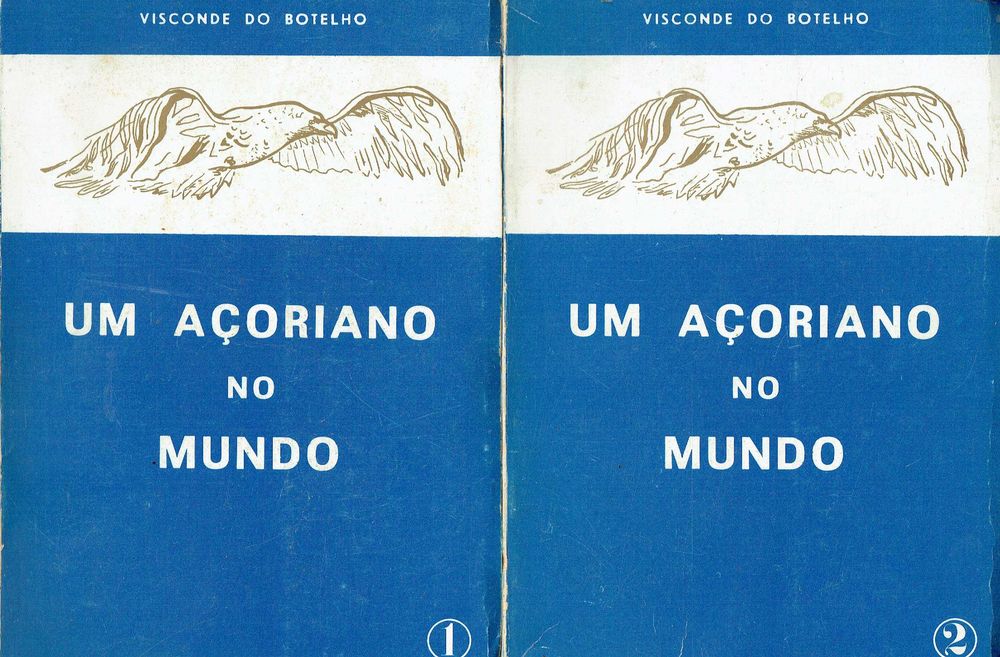 VISCONDE DO BOTELHO
UM AÇORIANO
NO
MUNDO
1
VISCONDE DO BOTELHO
UM AÇORIANO
NO
MUNDO
2